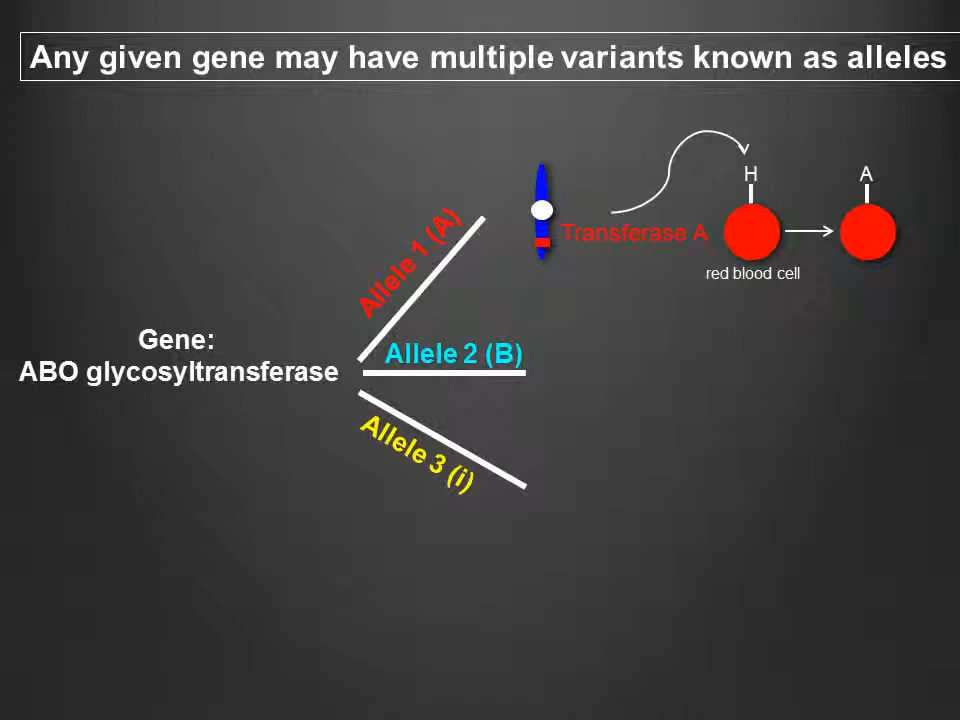 Any given gene may have multiple variants known as alleles
H
A
Allele 1 (A)
Transferase A
red blood cell
Gene:
ABO glycosyltransferase
Allele 2 (B)
Allele 3 (i)